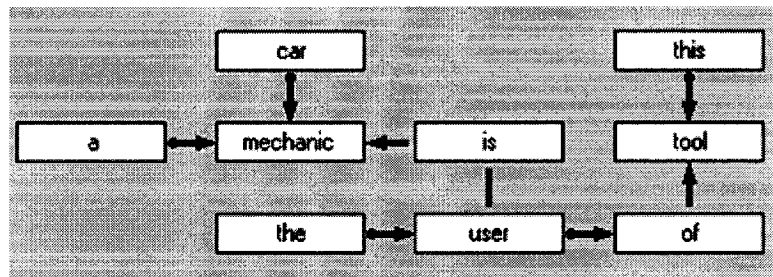 car this
a mechanic is tool
the user of